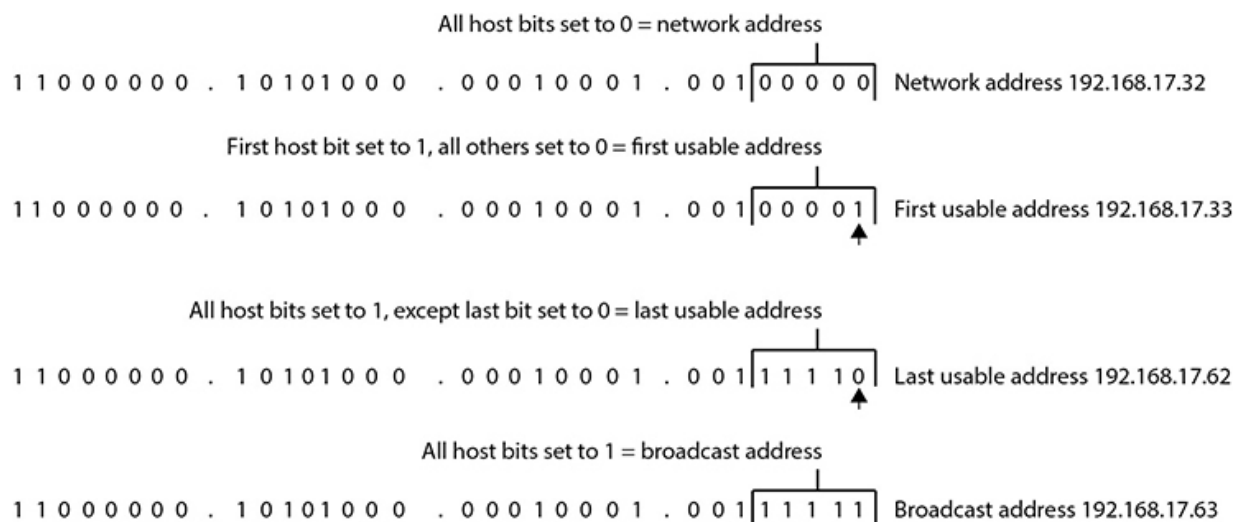 All host bits set to 0 = network address
1 1 0 0 0 0 0 0 . 1 0 1 0 1 0 0 0 . 0 0 0 1 0 0 0 1 . 0 0 1 0 0 0 0 0 Network address 192.168.17.32
First host bit set to 1, all others set to 0 = first usable address
1 1 0 0 0 0 0 0 . 1 0 1 0 1 0 0 0 . 0 0 0 1 0 0 0 1 . 0 0 1 0 0 0 0 1 First usable address 192.168.17.33
All host bits set to 1, except last bit set to 0 = last usable address
1 1 0 0 0 0 0 0 . 1 0 1 0 1 0 0 0 . 0 0 0 1 0 0 0 1 . 0 0 1 1 1 1 1 0 Last usable address 192.168.17.62
All host bits set to 1 = broadcast address
1 1 0 0 0 0 0 0 . 1 0 1 0 1 0 0 0 . 0 0 0 1 0 0 0 1 . 0 0 1 1 1 1 1 1 Broadcast address 192.168.17.63